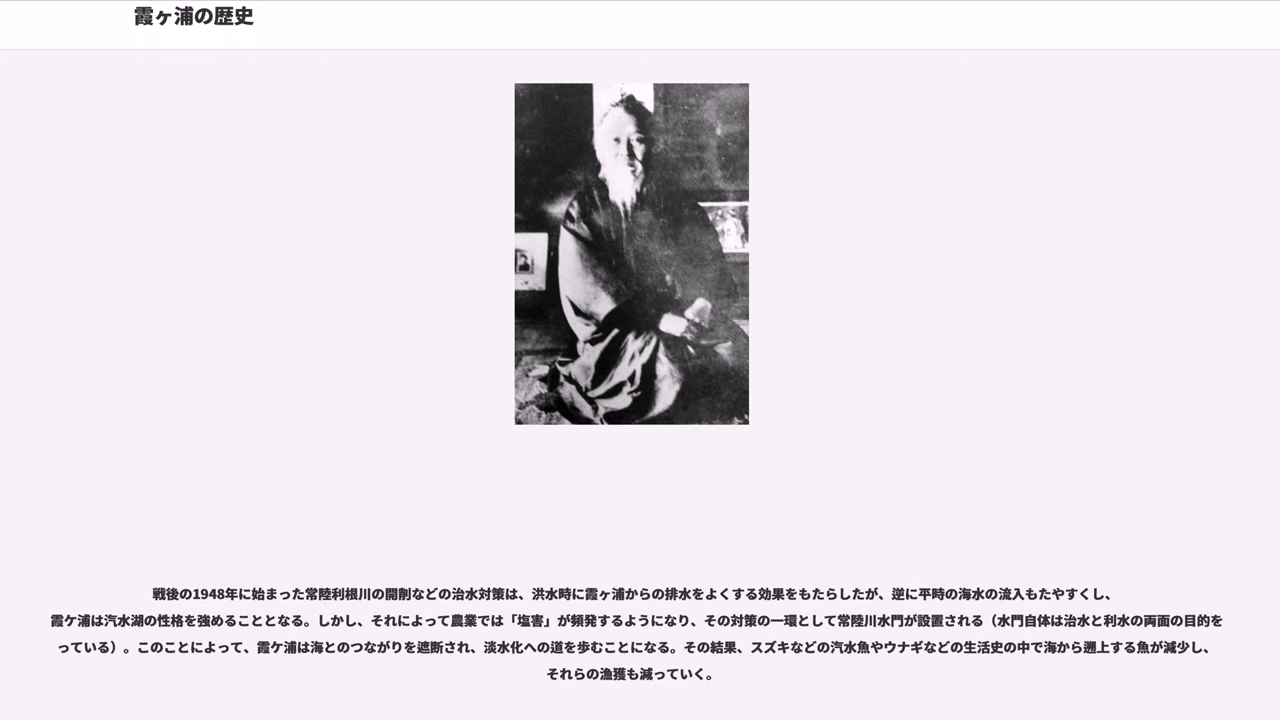 霞ヶ浦の歴史
戦後の1948年に始まった常陸利根川の開削などの治水対策は、洪水時に霞ヶ浦からの排水をよくする効果をもたらしたが、逆に平時の海水の流入もたやすくし、
霞ケ浦は汽水湖の性格を強めることとなる。しかし、それによって農業では「塩害」が頻発するようになり、その対策の一環として常陸川水門が設置される（水門自体は治水と利水の両面の目的を
っている）。このことによって、霞ケ浦は海とのつながりを遮断され、淡水化への道を歩むことになる。その結果、スズキなどの汽水魚やウナギなどの生活史の中で海から遡上する魚が減少し、
それらの漁獲も減っていく。